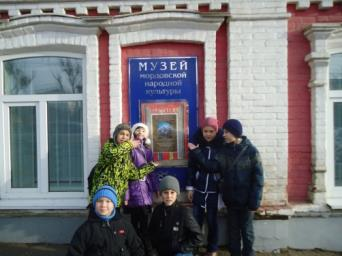 МУЗЕЙ
мордовской
народной
культуры